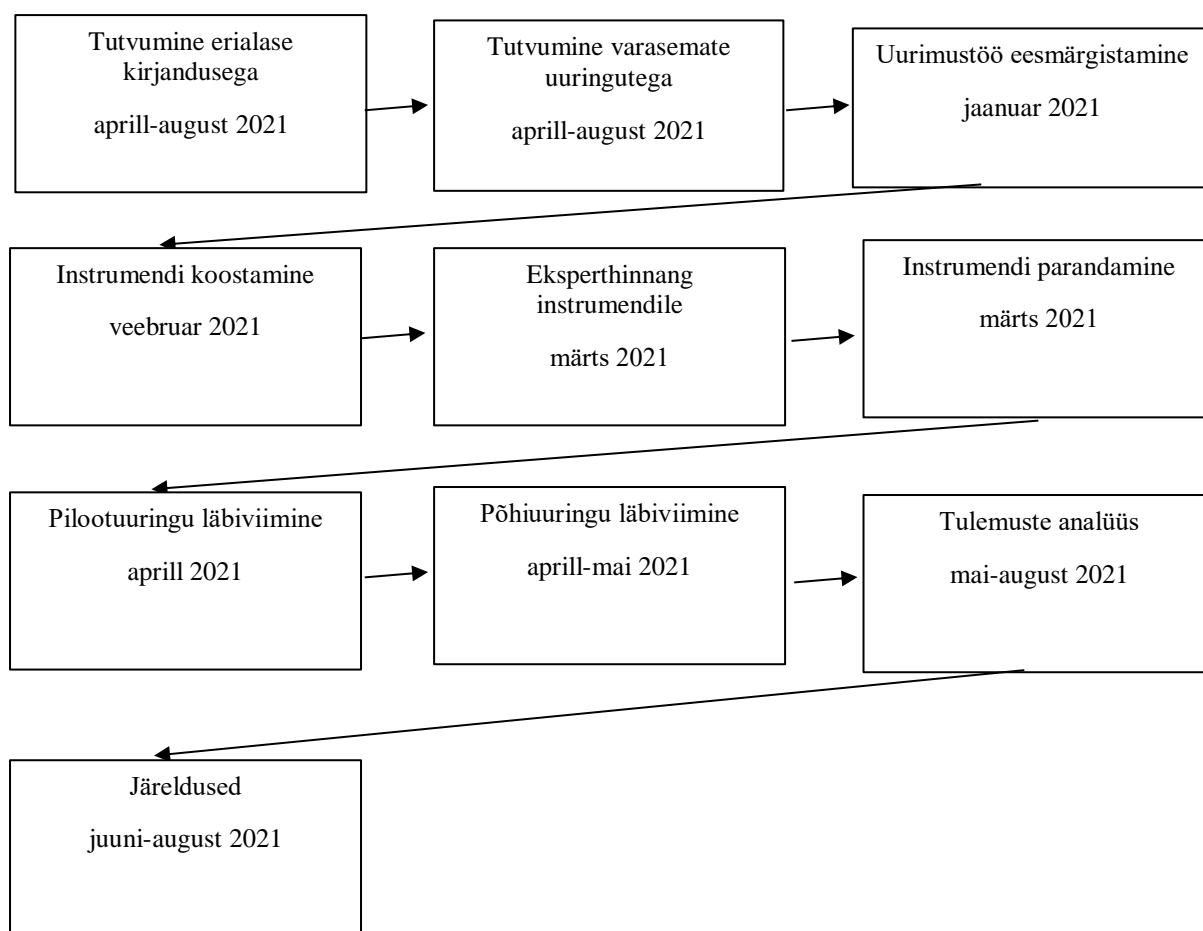 Tutvumine erialase
kirjandusega
aprill-august 2021
Tutvumine varasemate
uuringutega
aprill-august 2021
Uurimustöö eesmärgistamine
jaanuar 2021
Instrumendi koostamine
veebruar 2021
Eksperthinnang
instrumendile
märts 2021
Instrumendi parandamine
märts 2021
Pilootuuringu läbiviimine
aprill 2021
Põhiuuringu läbiviimine
aprill-mai 2021
Tulemuste analüüs
mai-august 2021
Järeldused
juuni-august 2021